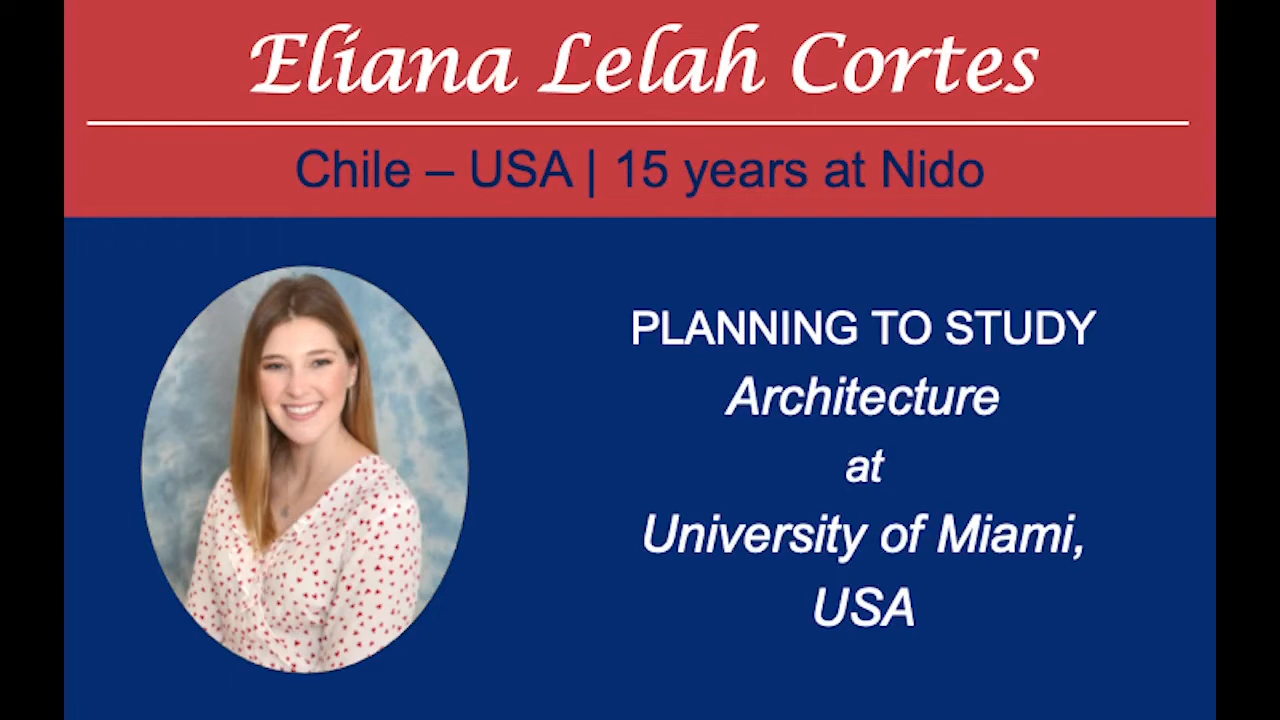 Eliana Lelah Cortes
Chile – USA | 15 years at Nido
PLANNING TO STUDY
Architecture
at
University of Miami,
USA